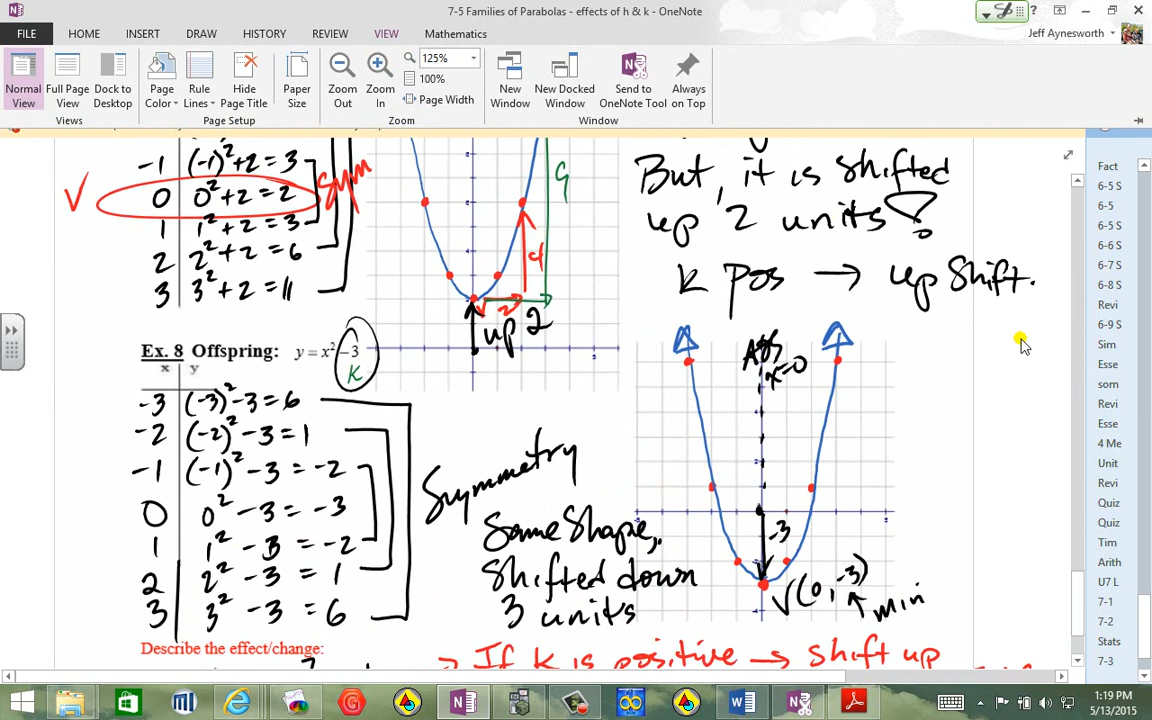 7-5 Families of Parabolas - effects of h & k - OneNote
?
FILE HOME INSERT DRAW HISTORY REVIEW VIEW Mathematics
Jeff Aynesworth
Normal View
Full Page View
Dock to Desktop
Views
Page Color
Rule Lines
Hide Page Title
Page Setup
Paper Size
Zoom Out
Zoom In
125%
100%
Page Width
Zoom
New Window
New Docked Window
Send to OneNote Tool
Always on Top
Window
-1 (-1)²+2=3
V 0 0²+2=2 Sym
1 1²+2=3
2 2²+2=6
3 3²+2=11
9
4
2
up 2
But, it is shifted
up 2 units!
k pos → up shift.
Ex. 8 Offspring: y = x² -3
K
x y
-3 (-3)²-3=6
-2 (-2)²-3=1
-1 (-1)²-3=-2
0 0²-3=-3
1 1²-3=-2
2 2²-3=1
3 3²-3=6
Symmetry
Same shape,
shifted down
3 units
AOS
x=0
-3
V(0,-3)
min
Describe the effect/change:
→ If k is positive → shift up
Fact
6-5 S
6-5
6-6 S
6-7 S
6-8 S
Revi
6-9 S
Sim
Esse
som
Revi
Esse
4 Me
Unit
Revi
Quiz
Quiz
Tim
Arith
U7 L
7-1
7-2
Stats
7-3
1:19 PM
5/13/2015